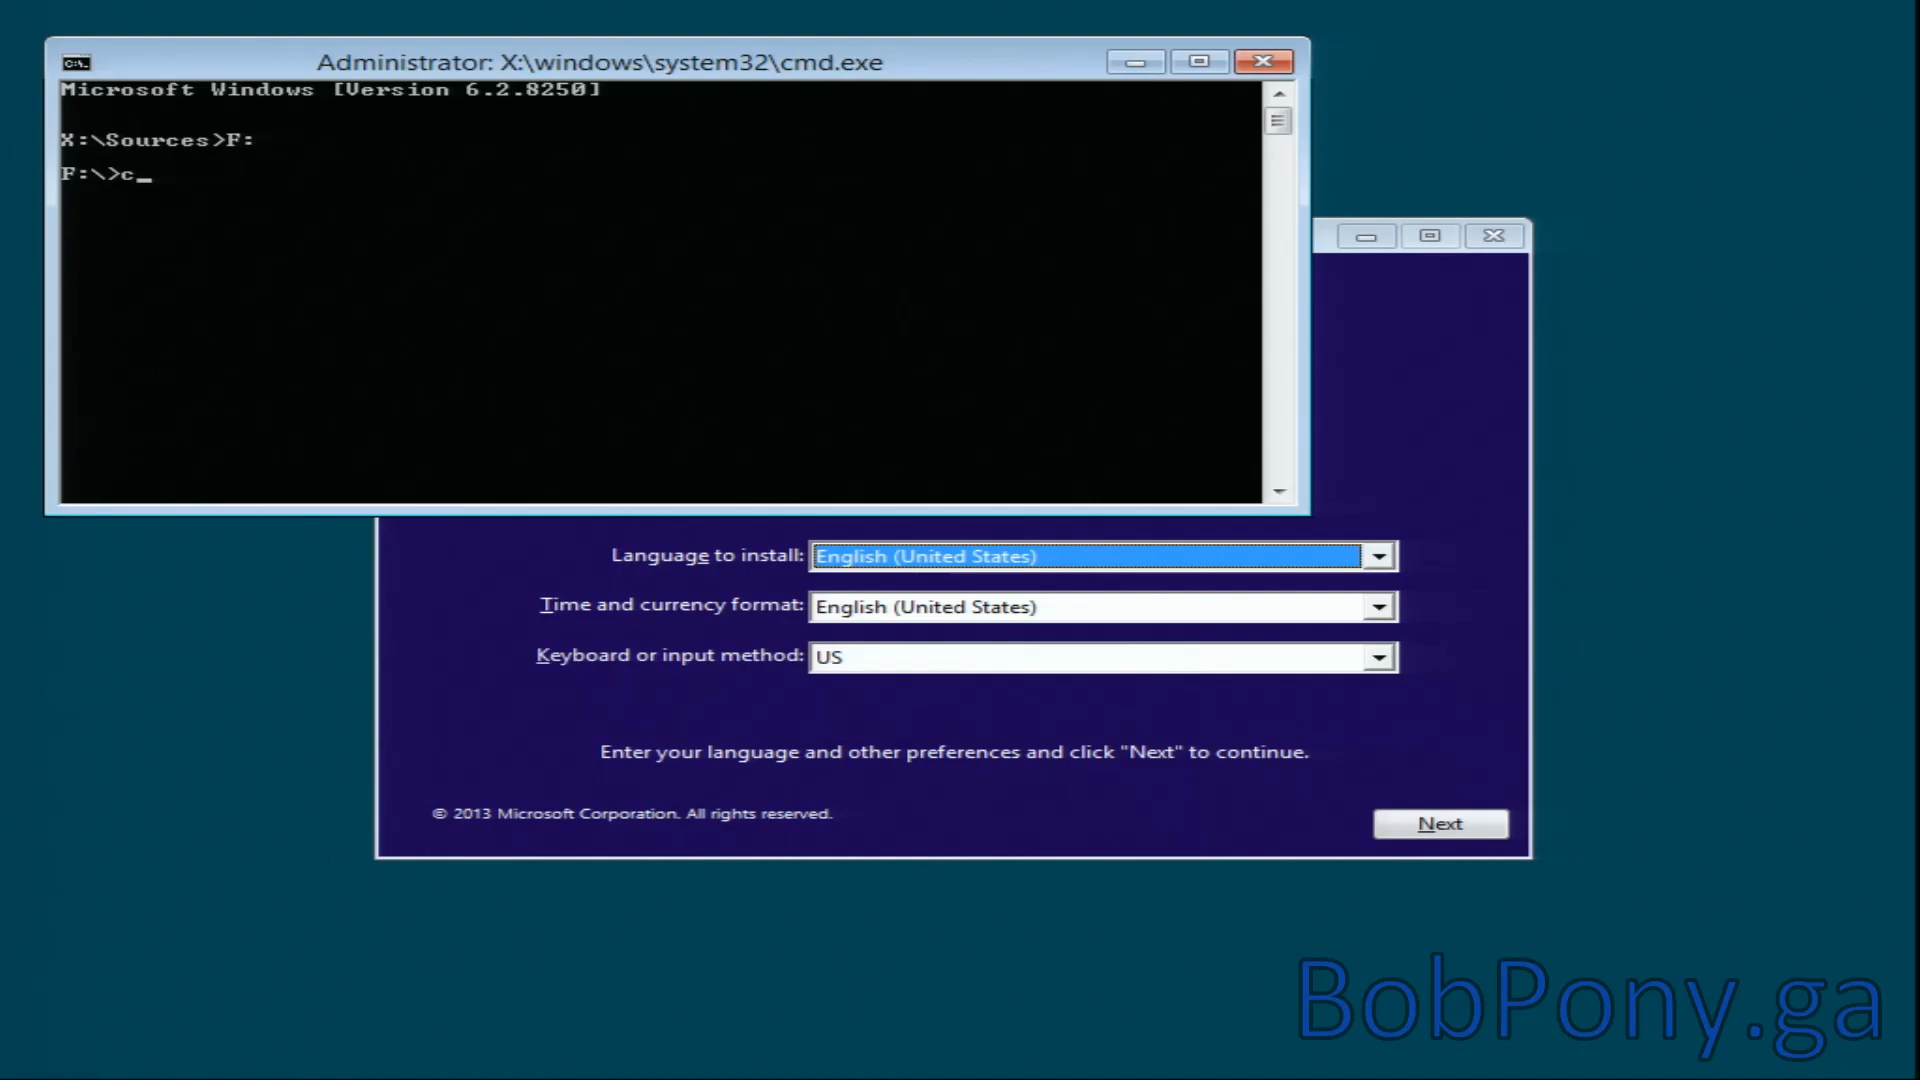 Administrator: X:\windows\system32\cmd.exe
Microsoft Windows [Version 6.2.8250]
X:\Sources>F:
F:\>c_
Language to install: English (United States)
Time and currency format: English (United States)
Keyboard or input method: US
Enter your language and other preferences and click "Next" to continue.
© 2013 Microsoft Corporation. All rights reserved.
Next
BobPony.ga